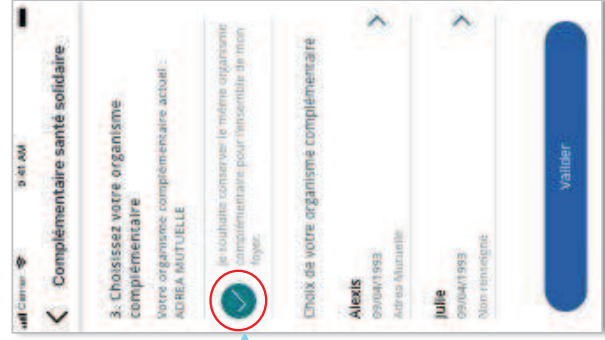 Carrier
9:41 AM
Complémentaire santé solidaire
3. Choisissez votre organisme
complémentaire
Votre organisme complémentaire actuel :
ADREA MUTUELLE
Je souhaite conserver le même organisme
complémentaire pour l'ensemble de mon
foyer.
Choix de votre organisme complémentaire
Alexis
09/04/1993
Adrea Mutuelle
Julie
09/04/1993
Non renseigné
Valider